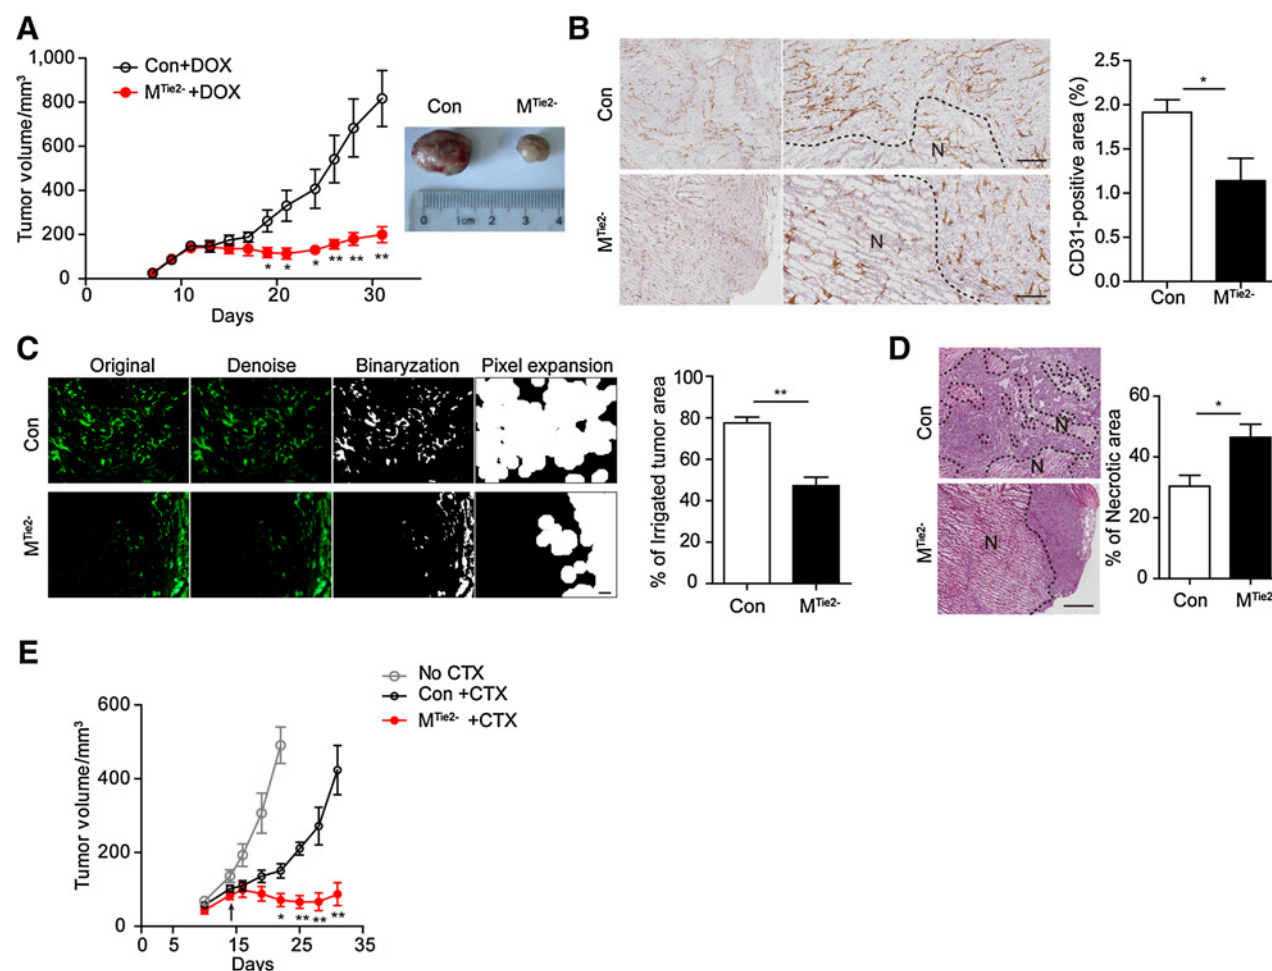 A
1,000
800
600
400
200
0
Tumor volume/mm³
Con+DOX
Mᵀⁱᵉ²⁻ +DOX
* * * ** ** **
0 10 20 30
Days
Con Mᵀⁱᵉ²⁻
0 1cm 2 3 4
B
Con
N
Mᵀⁱᵉ²⁻
N
CD31-positive area (%)
2.5
2.0
1.5
1.0
0.5
0.0
*
Con Mᵀⁱᵉ²⁻
C
Original Denoise Binaryzation Pixel expansion
Con
Mᵀⁱᵉ²⁻
% of Irrigated tumor area
100
80
60
40
20
0
**
Con Mᵀⁱᵉ²⁻
D
Con
N
N
Mᵀⁱᵉ²⁻
N
% of Necrotic area
60
40
20
0
*
Con Mᵀⁱᵉ²
E
No CTX
Con +CTX
Mᵀⁱᵉ²⁻ +CTX
Tumor volume/mm³
600
400
200
0
* ** ** **
0 5 15 25 35
Days